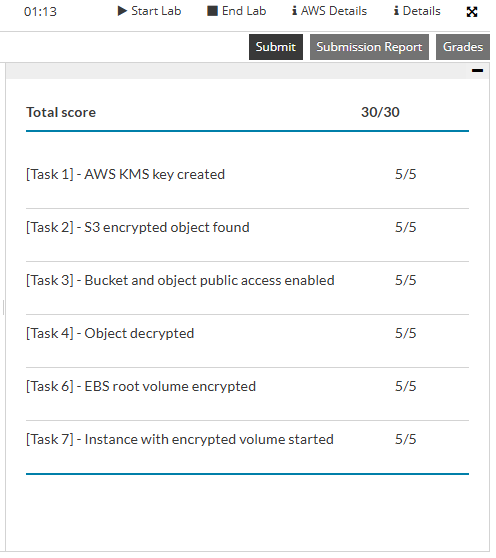 01:13 Start Lab End Lab AWS Details Details
Submit Submission Report Grades
Total score 30/30
[Task 1] - AWS KMS key created 5/5
[Task 2] - S3 encrypted object found 5/5
[Task 3] - Bucket and object public access enabled 5/5
[Task 4] - Object decrypted 5/5
[Task 6] - EBS root volume encrypted 5/5
[Task 7] - Instance with encrypted volume started 5/5